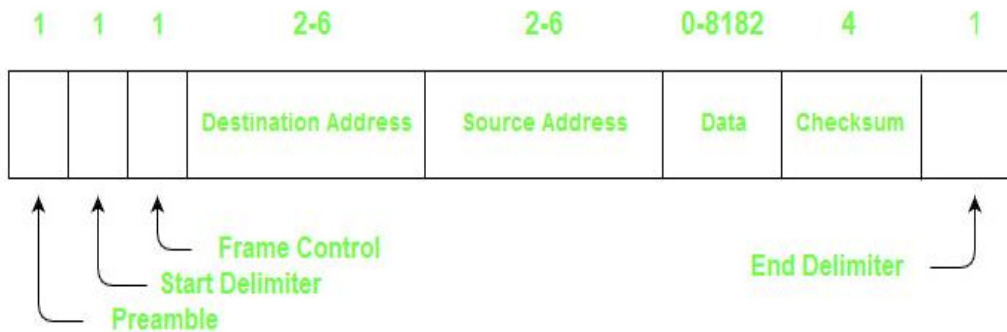 1 1 1 2-6 2-6 0-8182 4 1
Destination Address Source Address Data Checksum
Frame Control
End Delimiter
Start Delimiter
Preamble